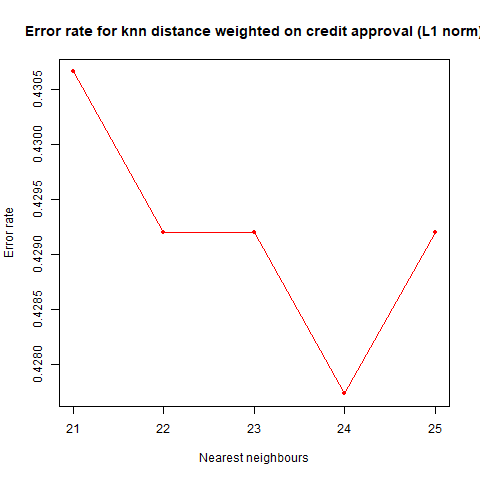 Error rate for knn distance weighted on credit approval (L1 norm)
0.4305
0.4300
0.4295
0.4290
0.4285
0.4280
Error rate
21 22 23 24 25
Nearest neighbours